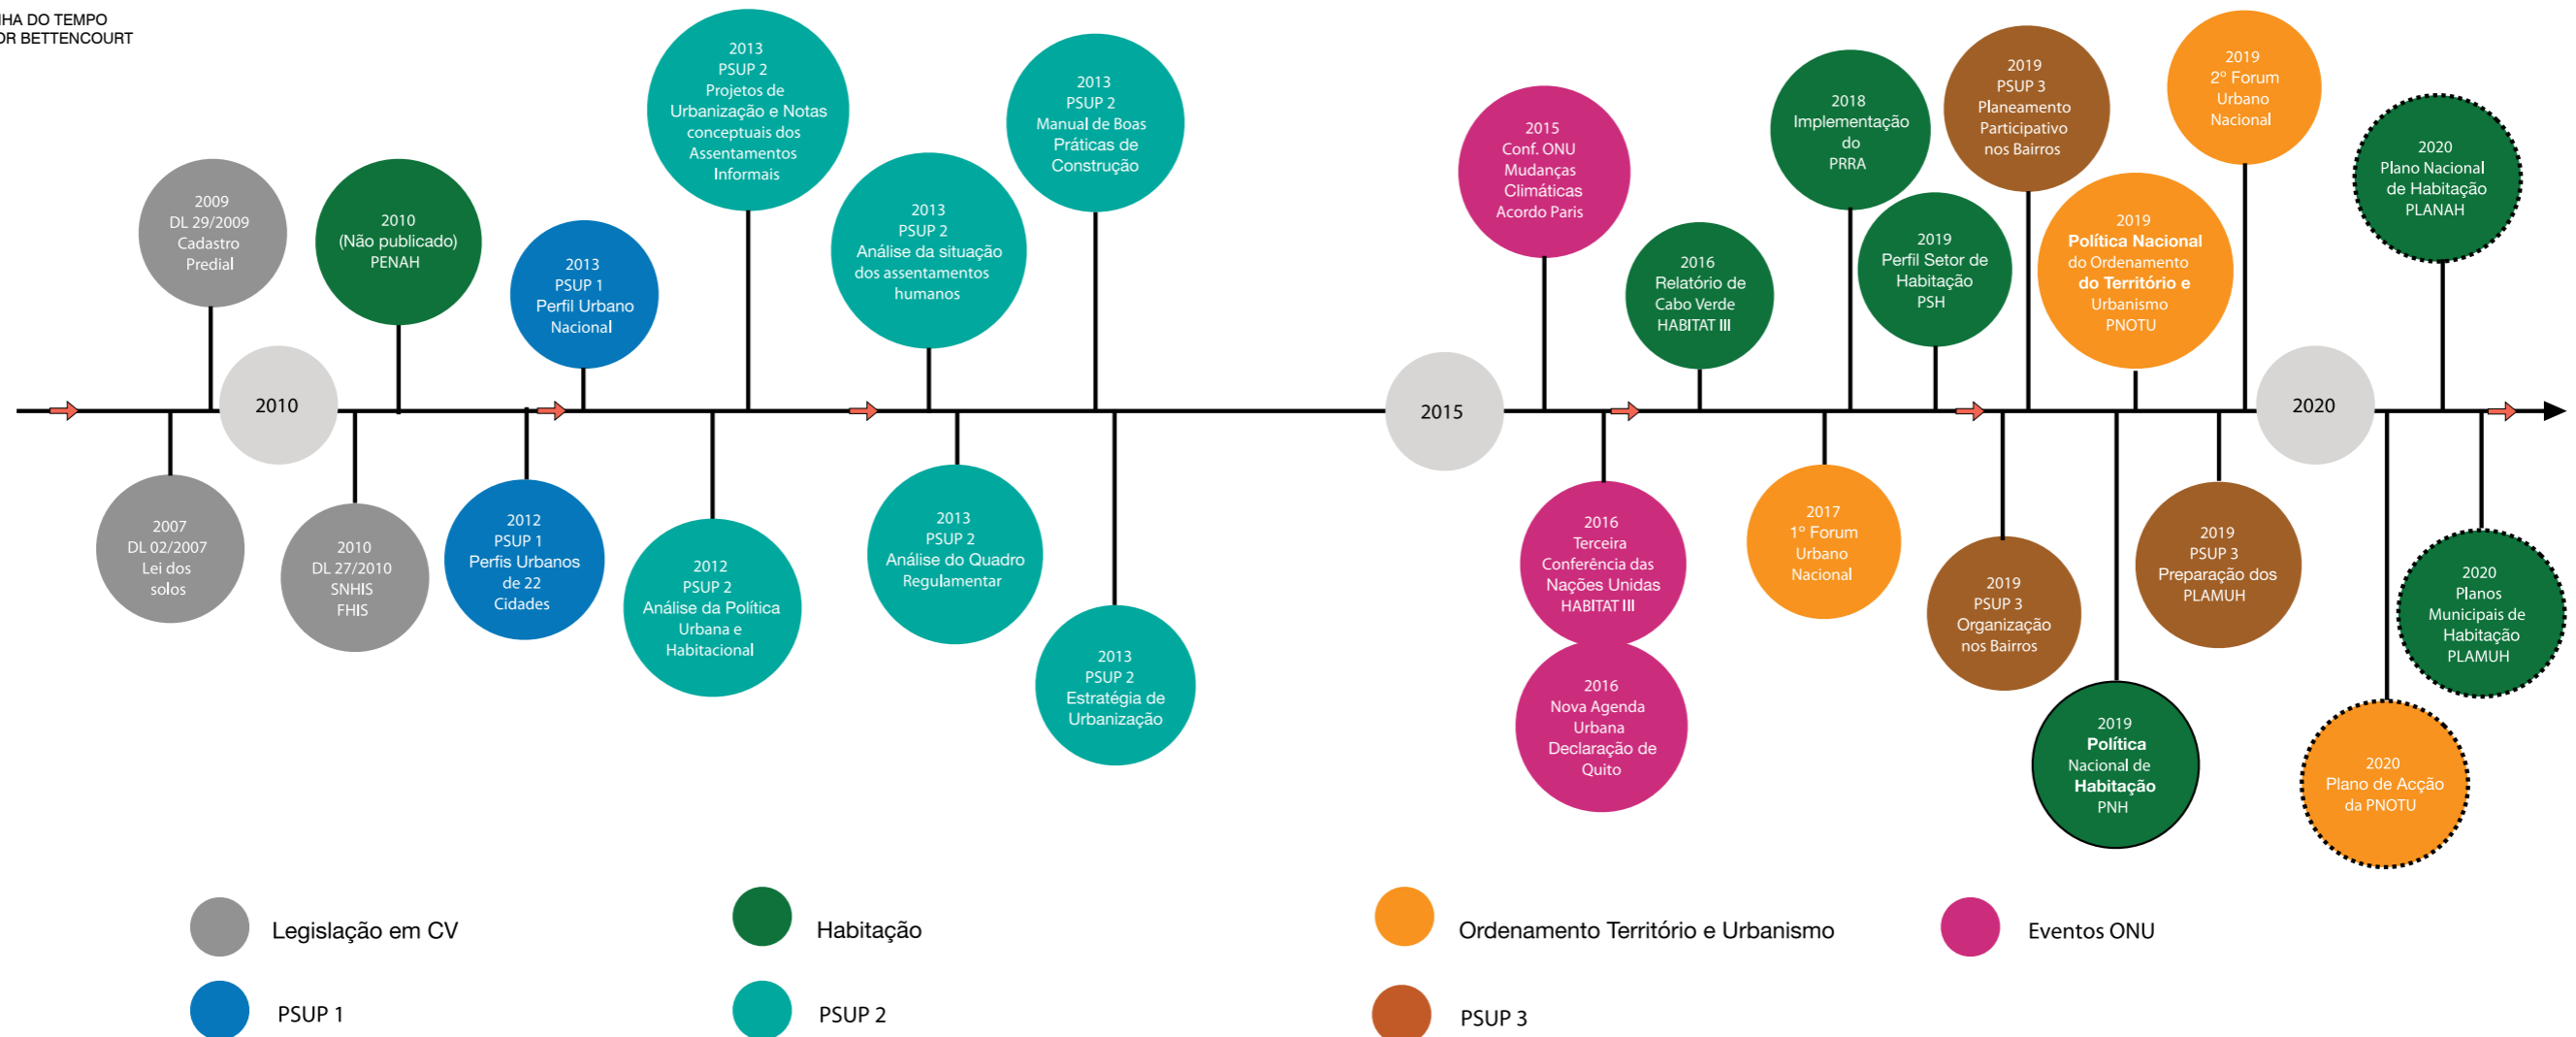 HA DO TEMPO
OR BETTENCOURT
2009
DL 29/2009
Cadastro
Predial
2010
(Não publicado)
PENAH
2013
PSUP 1
Perfil Urbano
Nacional
2013
PSUP 2
Projetos de
Urbanização e Notas
conceptuais dos
Assentamentos
Informais
2013
PSUP 2
Análise da situação
dos assentamentos
humanos
2013
PSUP 2
Manual de Boas
Práticas de
Construção
2015
Conf. ONU
Mudanças
Climáticas
Acordo Paris
2016
Relatório de
Cabo Verde
HABITAT III
2018
Implementação
do
PRRA
2019
Perfil Setor de
Habitação
PSH
2019
PSUP 3
Planeamento
Participativo
nos Bairros
2019
Política Nacional
do Ordenamento
do Território e
Urbanismo
PNOTU
2019
2º Forum
Urbano
Nacional
2020
Plano Nacional
de Habitação
PLANAH
2010
2015
2020
2007
DL 02/2007
Lei dos
solos
2010
DL 27/2010
SNHIS
FHIS
2012
PSUP 1
Perfis Urbanos
de 22
Cidades
2012
PSUP 2
Análise da Política
Urbana e
Habitacional
2013
PSUP 2
Análise do Quadro
Regulamentar
2013
PSUP 2
Estratégia de
Urbanização
2016
Terceira
Conferência das
Nações Unidas
HABITAT III
2016
Nova Agenda
Urbana
Declaração de
Quito
2017
1º Forum
Urbano
Nacional
2019
PSUP 3
Organização
nos Bairros
2019
Política
Nacional de
Habitação
PNH
2019
PSUP 3
Preparação dos
PLAMUH
2020
Plano de Acção
da PNOTU
2020
Planos
Municipais de
Habitação
PLAMUH
Legislação em CV
Habitação
Ordenamento Território e Urbanismo
Eventos ONU
PSUP 1
PSUP 2
PSUP 3